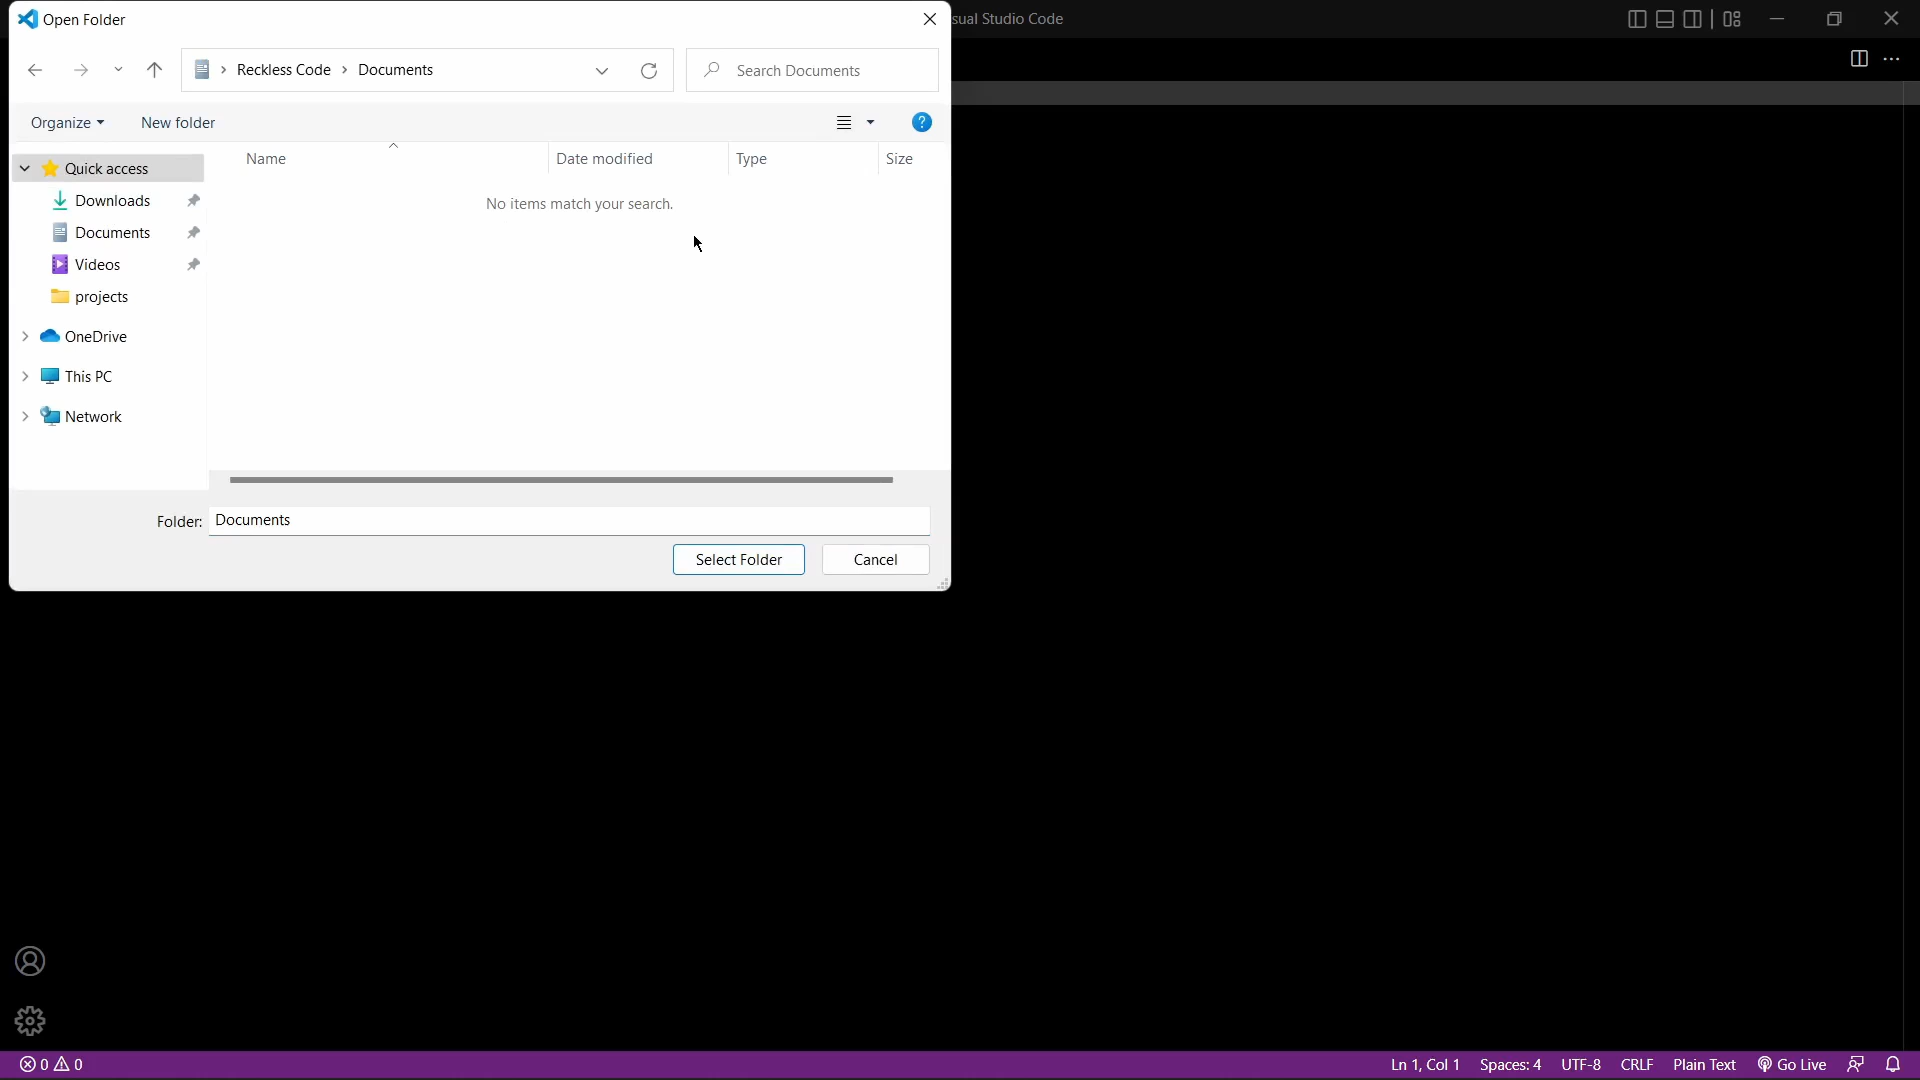 Open Folder
sual Studio Code
Reckless Code > Documents
Search Documents
Organize
New folder
Name
Date modified
Type
Size
No items match your search.
Quick access
Downloads
Documents
Videos
projects
OneDrive
This PC
Network
Folder: Documents
Select Folder
Cancel
0 0
Ln 1, Col 1
Spaces: 4
UTF-8
CRLF
Plain Text
Go Live